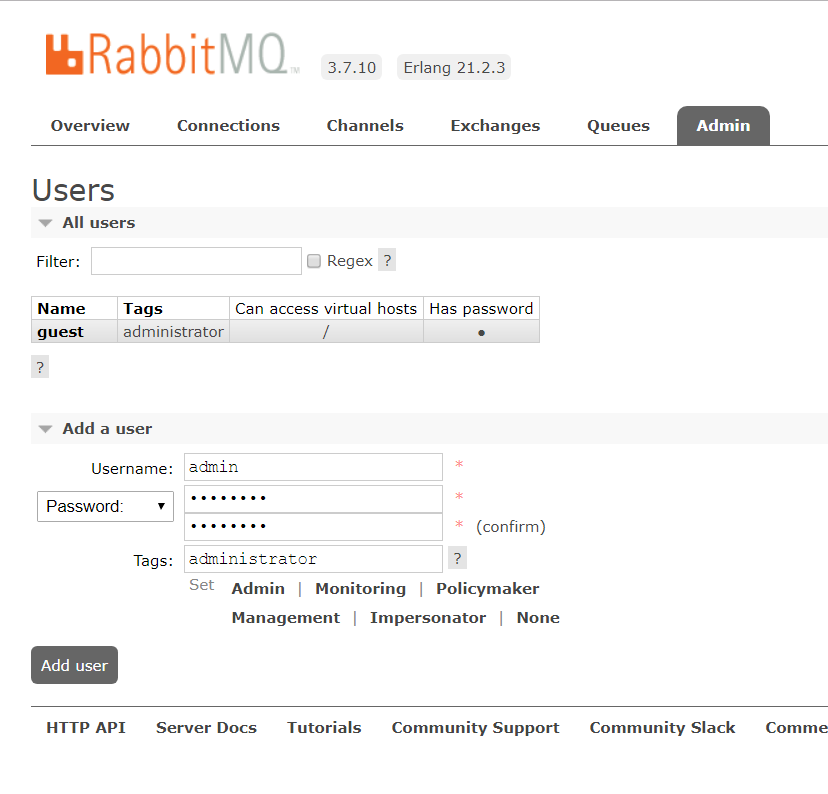 RabbitMQ TM 3.7.10 Erlang 21.2.3
Overview Connections Channels Exchanges Queues Admin
Users
All users
Filter: Regex ?
Name Tags Can access virtual hosts Has password
guest administrator / ●
?
Add a user
Username: admin *
Password: •••••••• *
•••••••• * (confirm)
Tags: administrator ?
Set Admin | Monitoring | Policymaker
Management | Impersonator | None
Add user
HTTP API Server Docs Tutorials Community Support Community Slack Comme